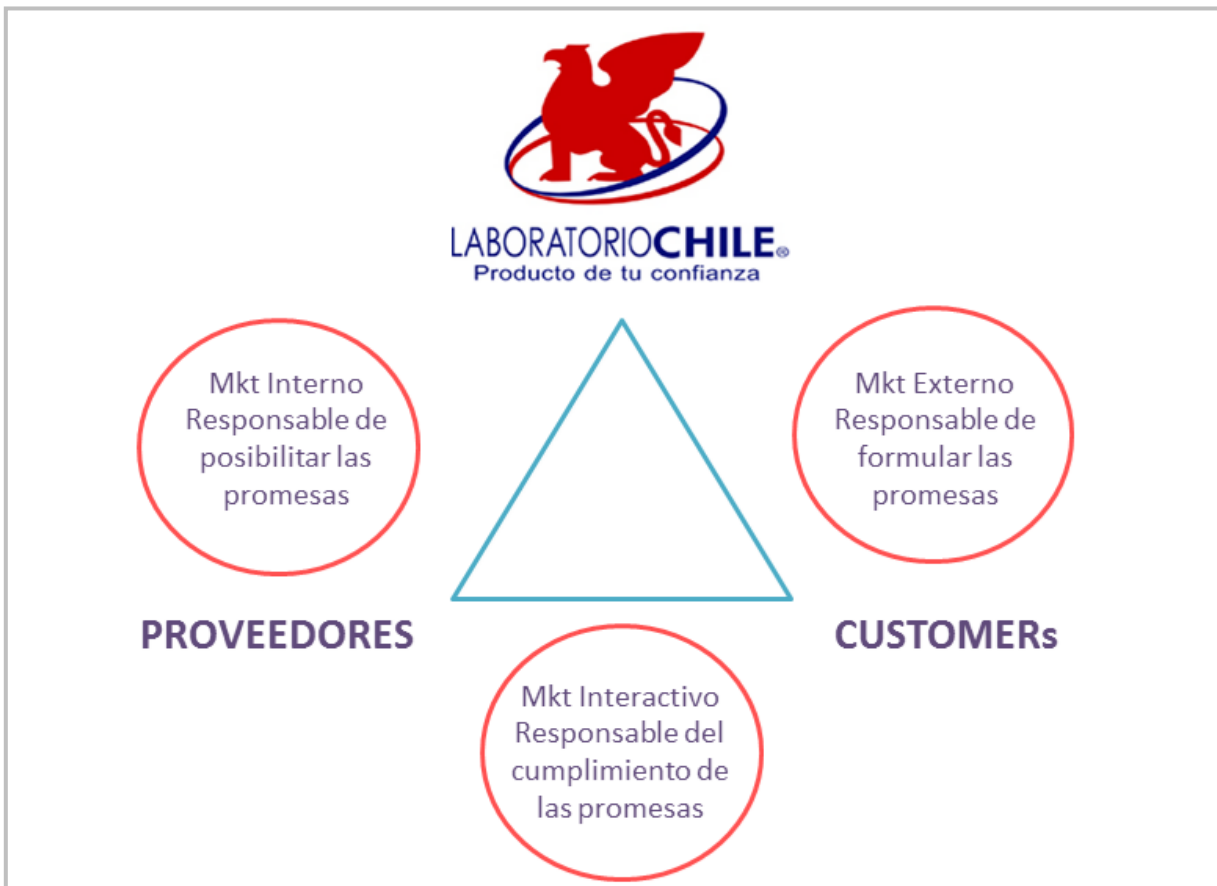 LABORATORIOCHILE®
Producto de tu confianza
Mkt Interno
Responsable de
posibilitar las
promesas
Mkt Externo
Responsable de
formular las
promesas
PROVEEDORES
CUSTOMERs
Mkt Interactivo
Responsable del
cumplimiento de
las promesas